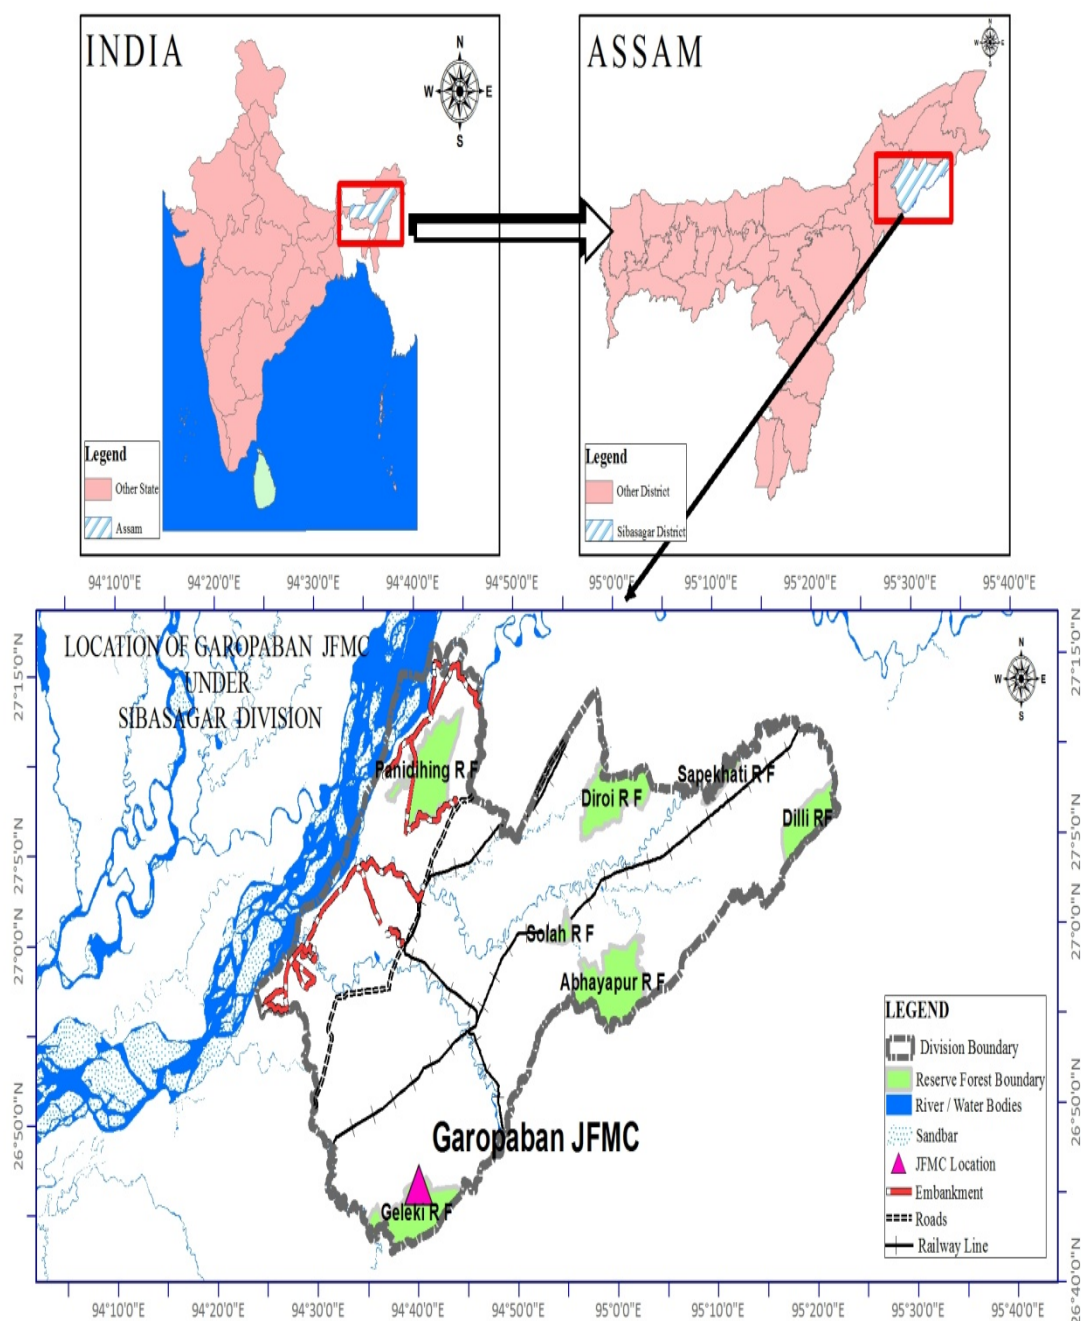 INDIA
N
W
E
S
Legend
Other State
Assam
ASSAM
N
W
E
S
Legend
Other District
Sibasagar District
94°10'0"E 94°20'0"E 94°30'0"E 94°40'0"E 94°50'0"E 95°0'0"E 95°10'0"E 95°20'0"E 95°30'0"E 95°40'0"E
LOCATION OF GAROPABAN JFMC
UNDER
SIBASAGAR DIVISION
N
W
E
S
27°15'0"N
27°5'0"N
27°0'0"N
26°50'0"N
27°15'0"N
27°5'0"N
27°0'0"N
26°50'0"N
26°40'0"N
Panidihing R F
Diroi R F
Sapekhati R F
Dilli RF
Solah R F
Abhayapur R F
Garopaban JFMC
Geleki R F
LEGEND
Division Boundary
Reserve Forest Boundary
River / Water Bodies
Sandbar
JFMC Location
Embankment
Roads
Railway Line
94°10'0"E 94°20'0"E 94°30'0"E 94°40'0"E 94°50'0"E 95°0'0"E 95°10'0"E 95°20'0"E 95°30'0"E 95°40'0"E